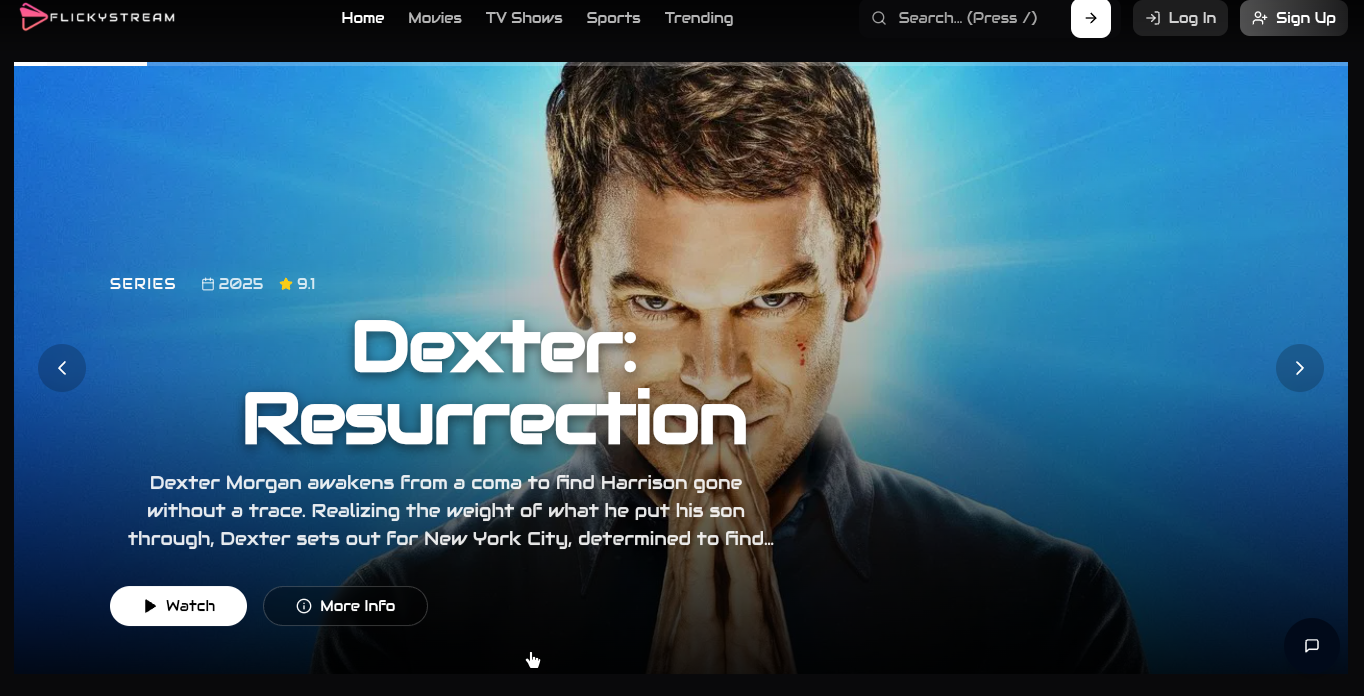 FLICKYSTREAM
Home Movies TV Shows Sports Trending
Search... (Press /)
Log In
Sign Up
SERIES 2025 9.1
Dexter:
Resurrection
Dexter Morgan awakens from a coma to find Harrison gone
without a trace. Realizing the weight of what he put his son
through, Dexter sets out for New York City, determined to find...
Watch
More Info